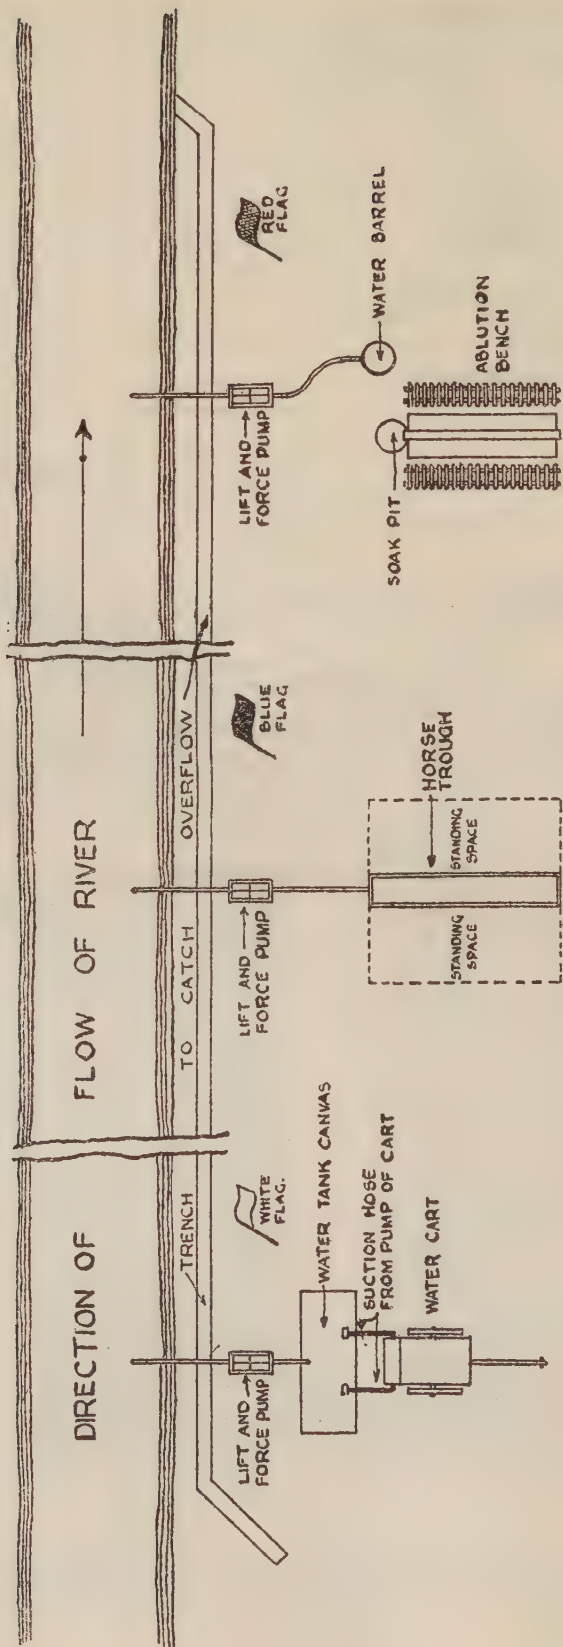 DIRECTION OF FLOW OF RIVER
TRENCH TO CATCH OVERFLOW
WHITE
FLAG.
BLUE
FLAG
RED
FLAG
LIFT AND
FORCE PUMP
LIFT AND
FORCE PUMP
LIFT AND
FORCE PUMP
WATER TANK CANVAS
SUCTION HOSE
FROM PUMP OF CART
WATER CART
HORSE
TROUGH
STANDING
SPACE
STANDING
SPACE
WATER BARREL
SOAK PIT
ABLUTION
BENCH